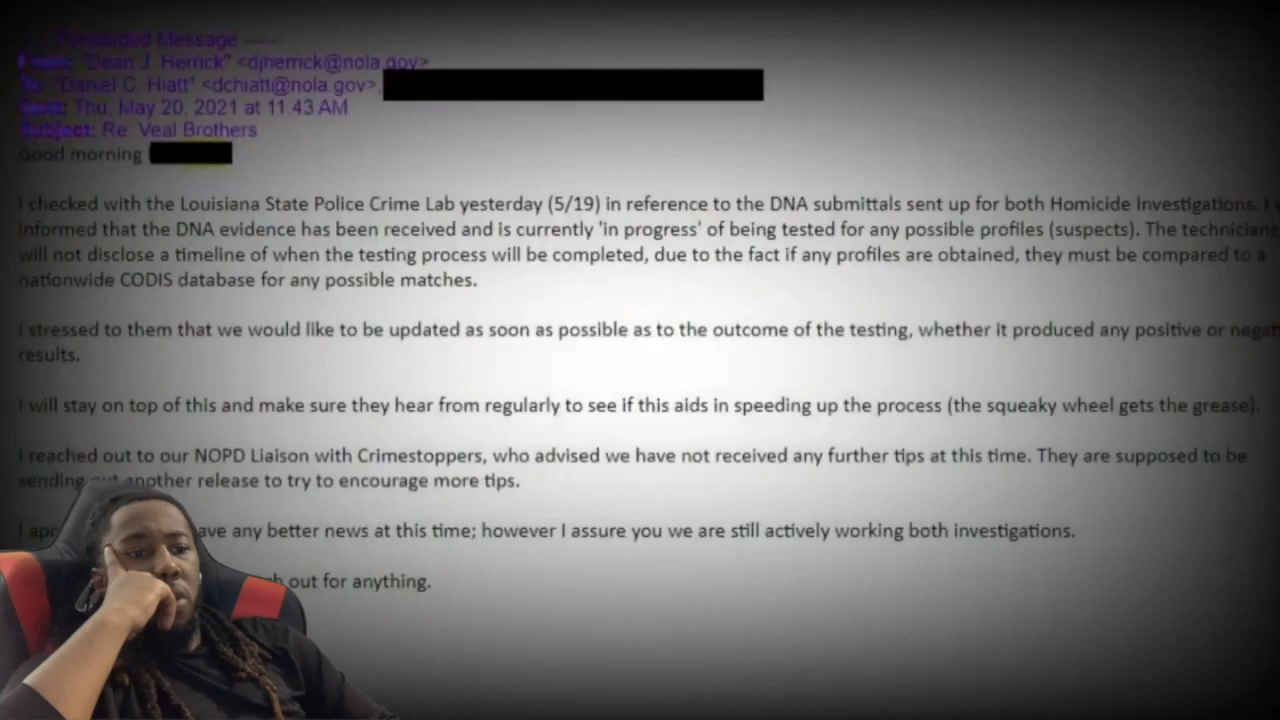 Forwarded Message -----
From: "Dean J. Herrick" <djherrick@nola.gov>
To: "Daniel C. Hiatt" <dchiatt@nola.gov>,
Sent: Thu, May 20, 2021 at 11:43 AM
Subject: Re: Veal Brothers
Good morning
I checked with the Louisiana State Police Crime Lab yesterday (5/19) in reference to the DNA submittals sent up for both Homicide Investigations. I
informed that the DNA evidence has been received and is currently 'in progress' of being tested for any possible profiles (suspects). The technicians
will not disclose a timeline of when the testing process will be completed, due to the fact if any profiles are obtained, they must be compared to a
nationwide CODIS database for any possible matches.
I stressed to them that we would like to be updated as soon as possible as to the outcome of the testing, whether it produced any positive or
results.
I will stay on top of this and make sure they hear from regularly to see if this aids in speeding up the process (the squeaky wheel gets the grease).
I reached out to our NOPD Liaison with Crimestoppers, who advised we have not received any further tips at this time. They are supposed to be
sending out another release to try to encourage more tips.
I any better news at this time; however I assure you we are still actively working both investigations.
out for anything.